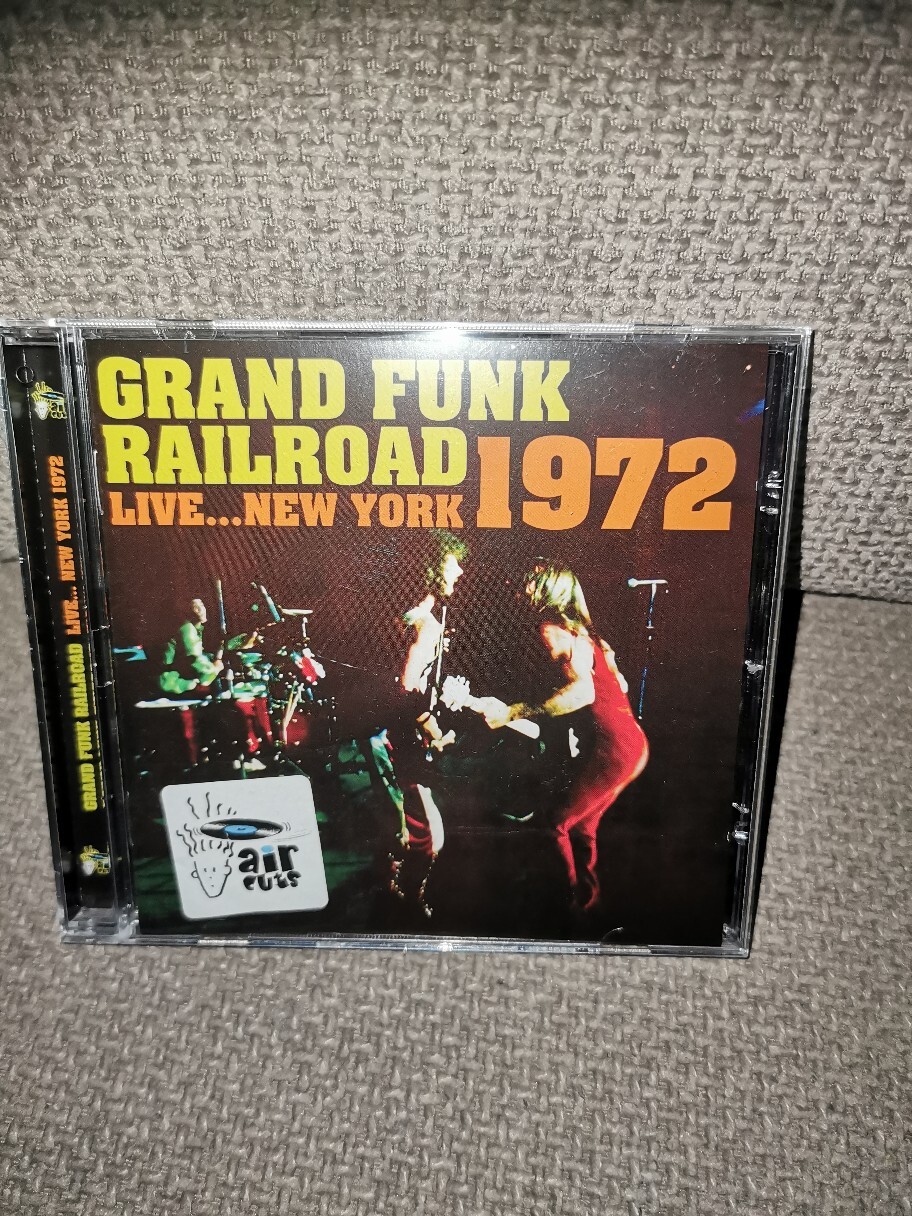 GRAND FUNK
RAILROAD 1972
LIVE...NEW YORK
GRAND FUNK RAILROAD LIVE... NEW YORK 1972
air
cuts